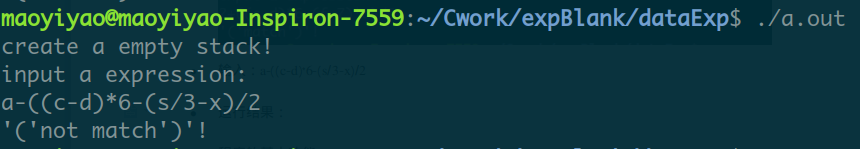 maoyiyao@maoyiyao-Inspiron-7559:~/Cwork/expBlank/dataExp$ ./a.out
create a empty stack!
input a expression:
a-((c-d)*6-(s/3-x)/2
'('not match')'!